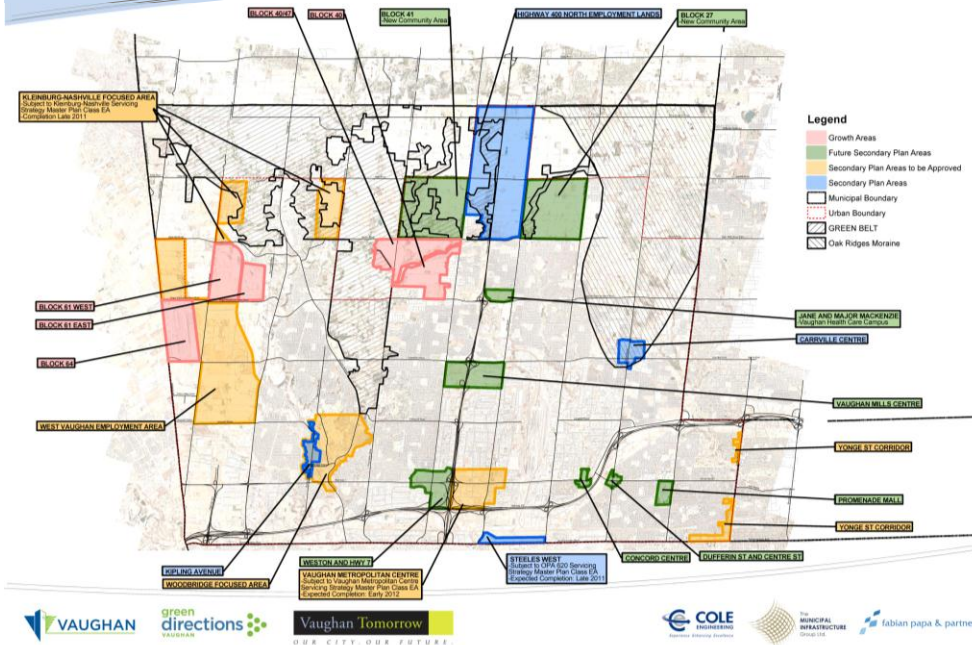 BLOCK 40/47
BLOCK 40
BLOCK 41
-New Community Area
HIGHWAY 400 NORTH EMPLOYMENT LANDS
BLOCK 27
-New Community Area
KLEINBURG-NASHVILLE FOCUSED AREA
-Subject to Kleinburg-Nashville Servicing
Strategy Master Plan Class EA
-Completion Late 2011
Legend
Growth Areas
Future Secondary Plan Areas
Secondary Plan Areas to be Approved
Secondary Plan Areas
Municipal Boundary
Urban Boundary
GREEN BELT
Oak Ridges Moraine
BLOCK 61 WEST
BLOCK 61 EAST
BLOCK 64
JANE AND MAJOR MACKENZIE
-Vaughan Health Care Campus
CARRVILLE CENTRE
VAUGHAN MILLS CENTRE
WEST VAUGHAN EMPLOYMENT AREA
YONGE ST CORRIDOR
PROMENADE MALL
YONGE ST CORRIDOR
KIPLING AVENUE
WOODBRIDGE FOCUSED AREA
WESTON AND HWY 7
VAUGHAN METROPOLITAN CENTRE
-Subject to Vaughan Metropolitan Centre
Servicing Strategy Master Plan Class EA
-Expected Completion: Early 2012
STEELES WEST
-Subject to OPA 620 Servicing
Strategy Master Plan Class EA
-Expected Completion: Late 2011
CONCORD CENTRE
DUFFERIN ST AND CENTRE ST
VAUGHAN
green
directions
VAUGHAN
Vaughan Tomorrow
OUR CITY. OUR FUTURE.
COLE
ENGINEERING
Experience Enhancing Excellence
The
MUNICIPAL
INFRASTRUCTURE
Group Ltd
fabian papa & partne